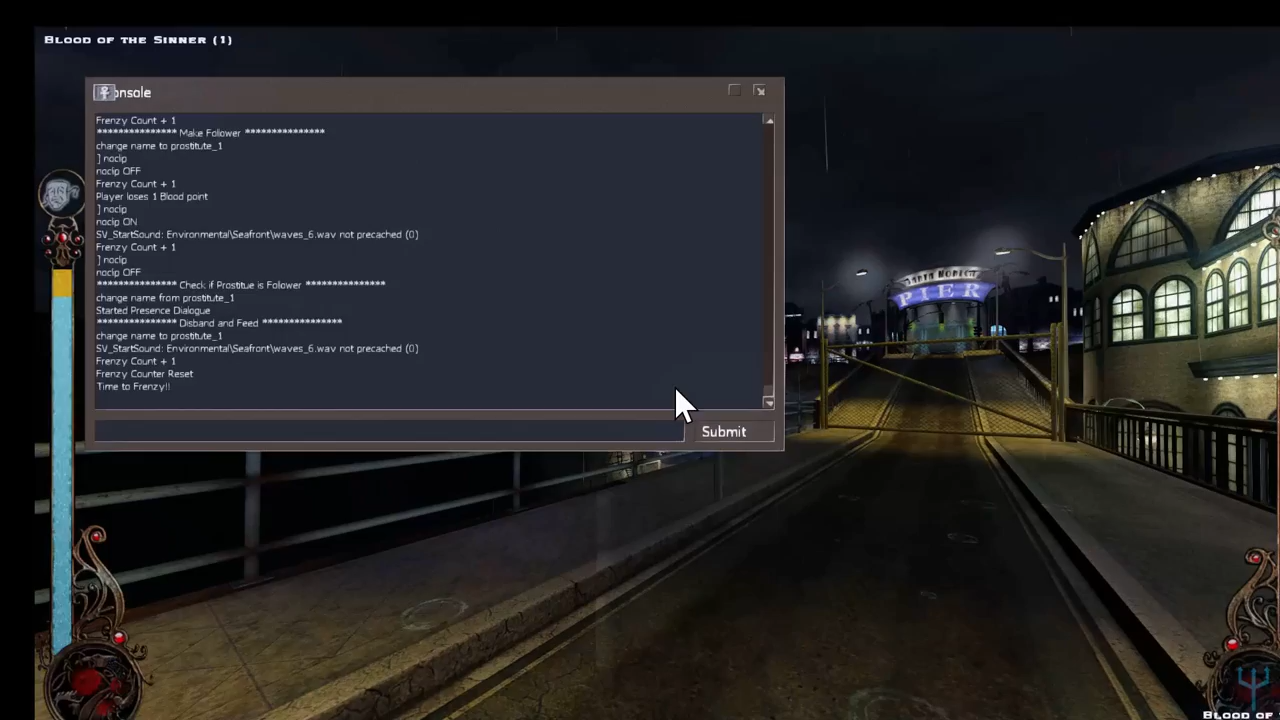 BLOOD OF THE SINNER (1)
onsole
Frenzy Count + 1
*************** Make Follower ***************
change name to prostitute_1
] noclip
noclip OFF
Frenzy Count + 1
Player loses 1 Blood point
] noclip
noclip ON
SV_StartSound: Environmental\Seafront\waves_6.wav not precached (0)
Frenzy Count + 1
] noclip
noclip OFF
*************** Check if Prostitue is Follower ***************
change name from prostitute_1
Started Presence Dialogue
*************** Disband and Feed ***************
change name to prostitute_1
SV_StartSound: Environmental\Seafront\waves_6.wav not precached (0)
Frenzy Count + 1
Frenzy Counter Reset
Time to Frenzy!!
Submit
SANTA MONICA
PIER
BLOOD OF